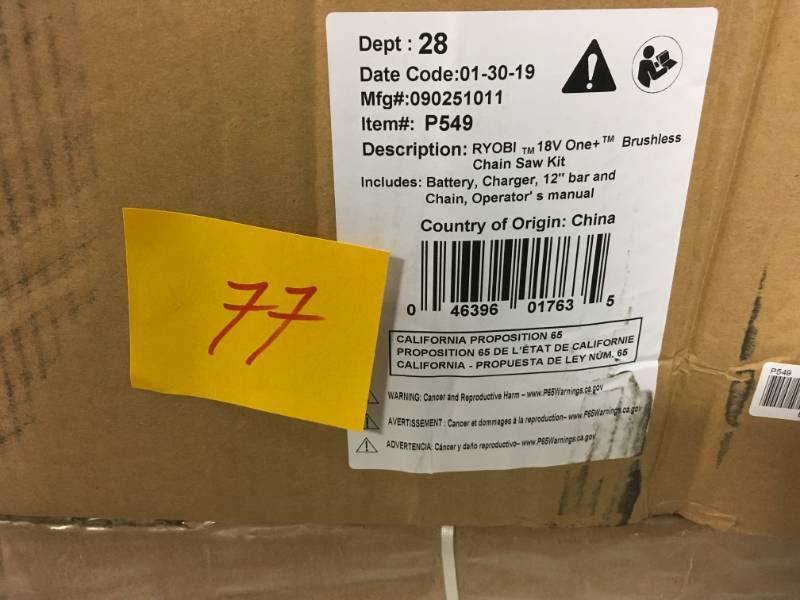 Dept : 28
Date Code:01-30-19
Mfg#:090251011
Item#: P549
Description: RYOBI ™ 18V One+™ Brushless
Chain Saw Kit
Includes: Battery, Charger, 12" bar and
Chain, Operator' s manual
Country of Origin: China
0 46396 01763 5
CALIFORNIA PROPOSITION 65
PROPOSITION 65 DE L'ÉTAT DE CALIFORNIE
CALIFORNIA - PROPUESTA DE LEY NÚM. 65
WARNING: Cancer and Reproductive Harm – www.P65Warnings.ca.gov
AVERTISSEMENT : Cancer et dommages à la reproduction– www.P65Warnings.ca.gov
ADVERTENCIA: Cáncer y daño reproductivo– www.P65Warnings.ca.gov
77
P549